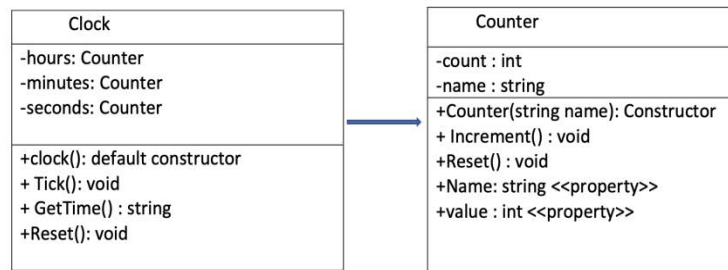 Clock
-hours: Counter
-minutes: Counter
-seconds: Counter
+clock(): default constructor
+ Tick(): void
+ GetTime() : string
+Reset(): void
Counter
-count : int
-name : string
+Counter(string name): Constructor
+ Increment() : void
+Reset() : void
+Name: string <<property>>
+value : int <<property>>